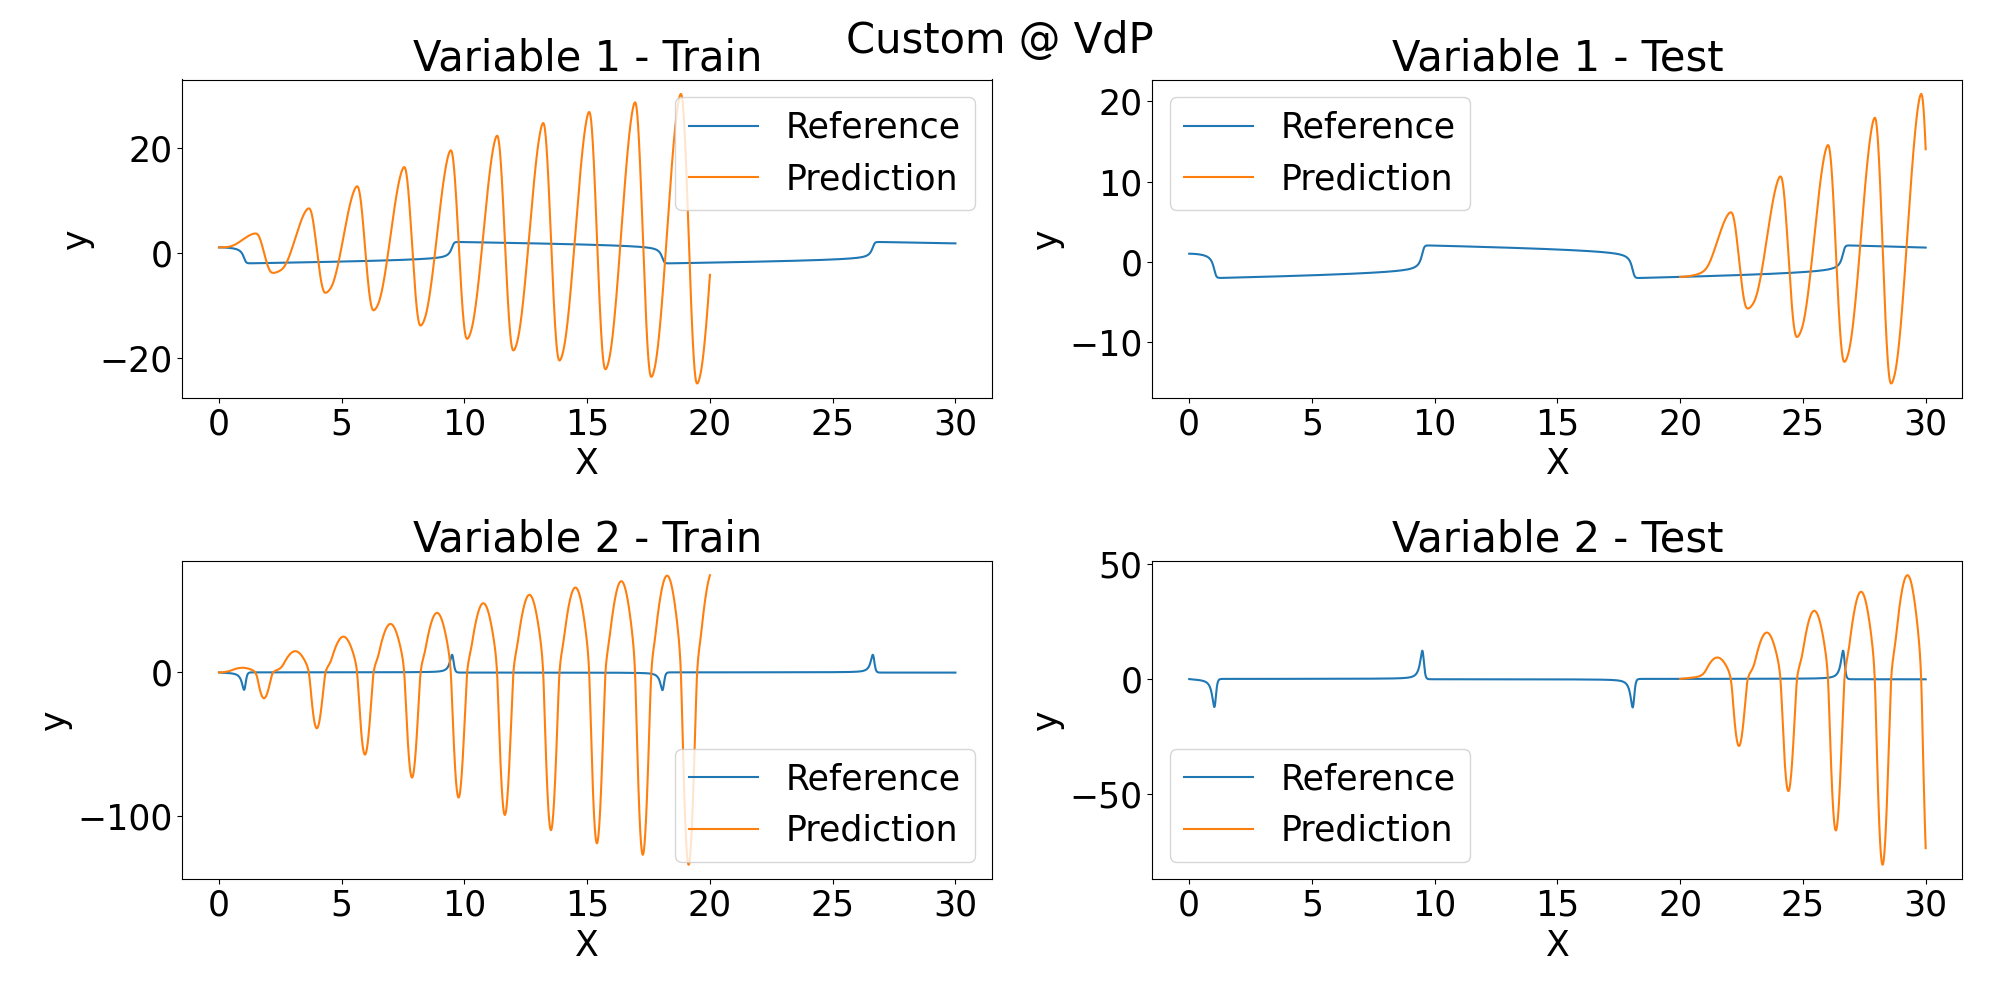 Custom @ VdP
Variable 1 - Train
Variable 1 - Test
20
0
−20
y
Reference
Prediction
0 5 10 15 20 25 30
X
20
10
0
−10
y
Reference
Prediction
0 5 10 15 20 25 30
X
Variable 2 - Train
Variable 2 - Test
0
−100
y
Reference
Prediction
0 5 10 15 20 25 30
X
50
0
−50
y
Reference
Prediction
0 5 10 15 20 25 30
X